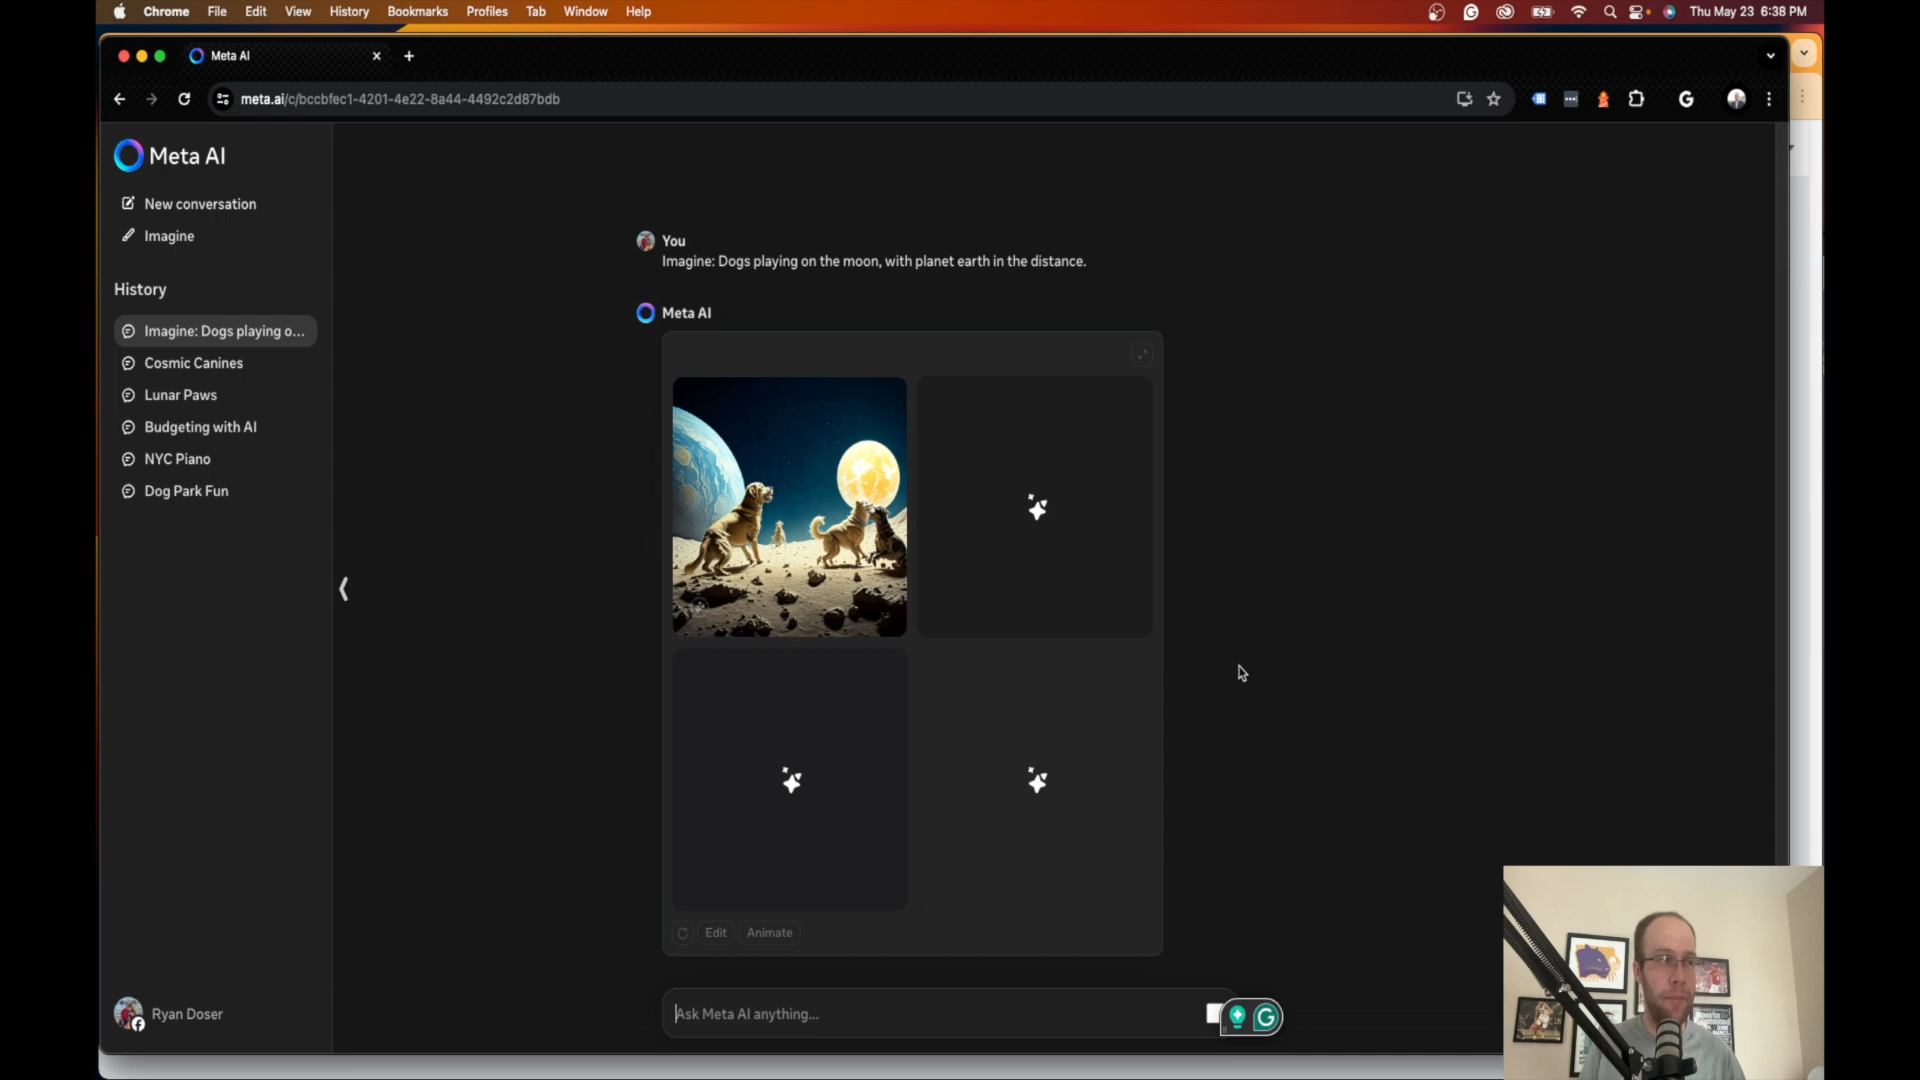 Chrome File Edit View History Bookmarks Profiles Tab Window Help
Thu May 23 6:38 PM
Meta AI
meta.ai/c/bccbfec1-4201-4e22-8a44-4492c2d87bdb
Meta AI
New conversation
Imagine
History
Imagine: Dogs playing o...
Cosmic Canines
Lunar Paws
Budgeting with AI
NYC Piano
Dog Park Fun
Ryan Doser
You
Imagine: Dogs playing on the moon, with planet earth in the distance.
Meta AI
Edit Animate
Ask Meta AI anything...